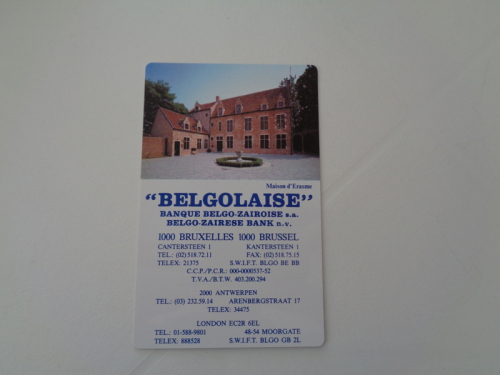 Maison d'Erasme
"BELGOLAISE"
BANQUE BELGO-ZAIROISE s.a.
BELGO-ZAIRESE BANK n.v.
1000 BRUXELLES 1000 BRUSSEL
CANTERSTEEN 1 KANTERSTEEN 1
TEL.: (02) 518.72.11 FAX: (02) 518.75.15
TELEX: 21375 S.W.I.F.T. BLGO BE BB
C.C.P./P.C.R.: 000-0000537-52
T.V.A./B.T.W. 403.200.294
2000 ANTWERPEN
TEL.: (03) 232.59.14 ARENBERGSTRAAT 17
TELEX: 34475
LONDON EC2R 6EL
TEL.: 01-588-9801 48-54 MOORGATE
TELEX: 888528 S.W.I.F.T. BLGO GB 2L